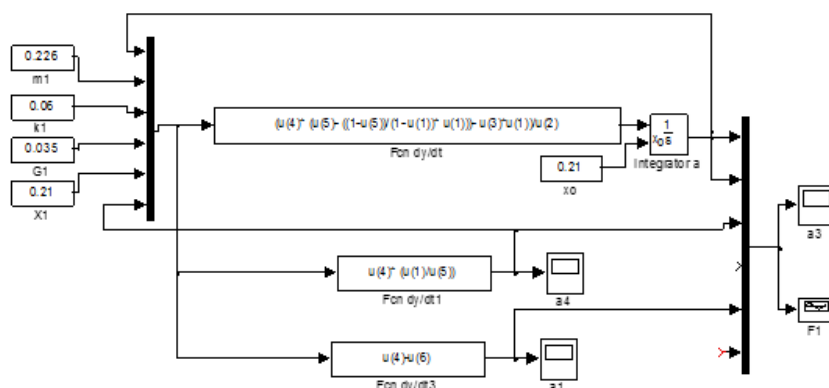 0.226
m1
0.06
k1
0.035
G1
0.21
X1
(u(4)* (u(5)- ((1-u(5))/(1-u(1))* u(1)))-u(3)*u(1))/u(2)
Fcn dy/dt
1
xo s
Integrator a
0.21
xo
u(4)* (u(1)/u(5))
Fcn dy/dt1
a4
u(4)-u(6)
Fcn dy/dt3
a1
a3
F1